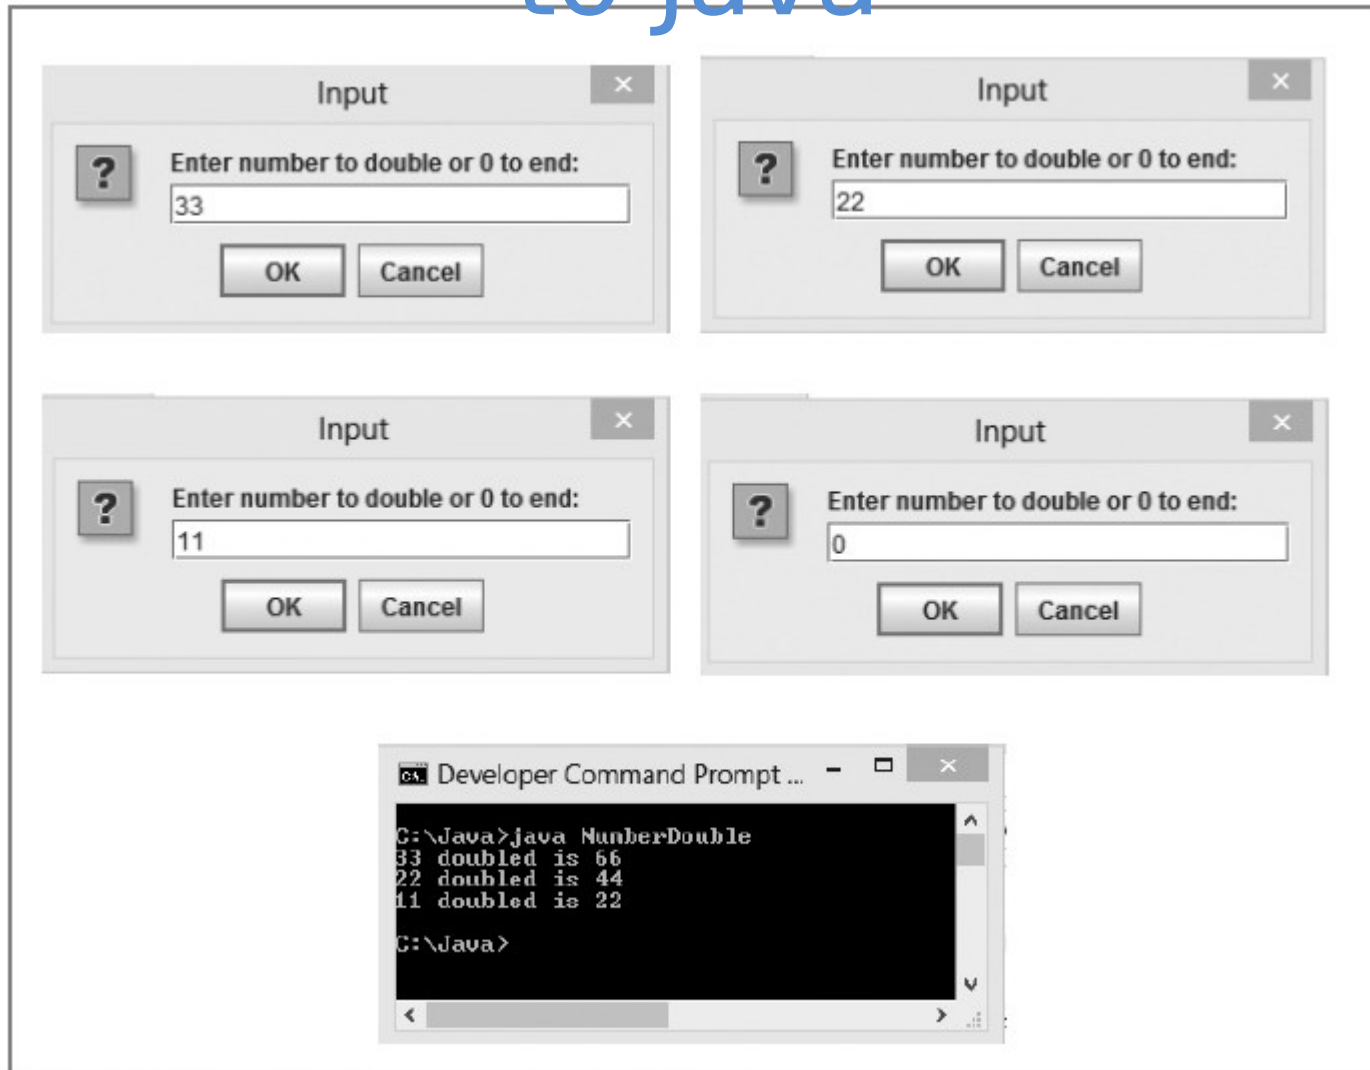 to java
Input
Enter number to double or 0 to end:
33
OK Cancel
Input
Enter number to double or 0 to end:
22
OK Cancel
Input
Enter number to double or 0 to end:
11
OK Cancel
Input
Enter number to double or 0 to end:
0
OK Cancel
Developer Command Prompt ...
C:\Java>java NumberDouble
33 doubled is 66
22 doubled is 44
11 doubled is 22
C:\Java>